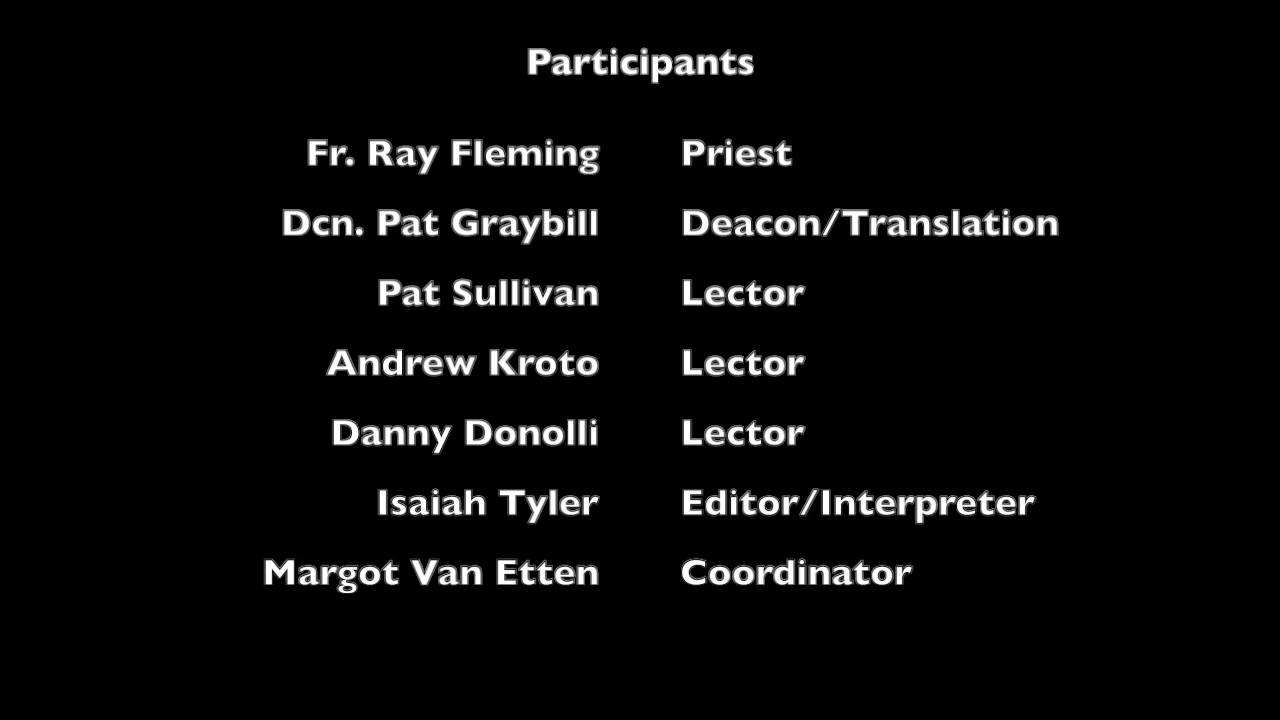 Participants
Fr. Ray Fleming Priest
Dcn. Pat Graybill Deacon/Translation
Pat Sullivan Lector
Andrew Kroto Lector
Danny Donolli Lector
Isaiah Tyler Editor/Interpreter
Margot Van Etten Coordinator